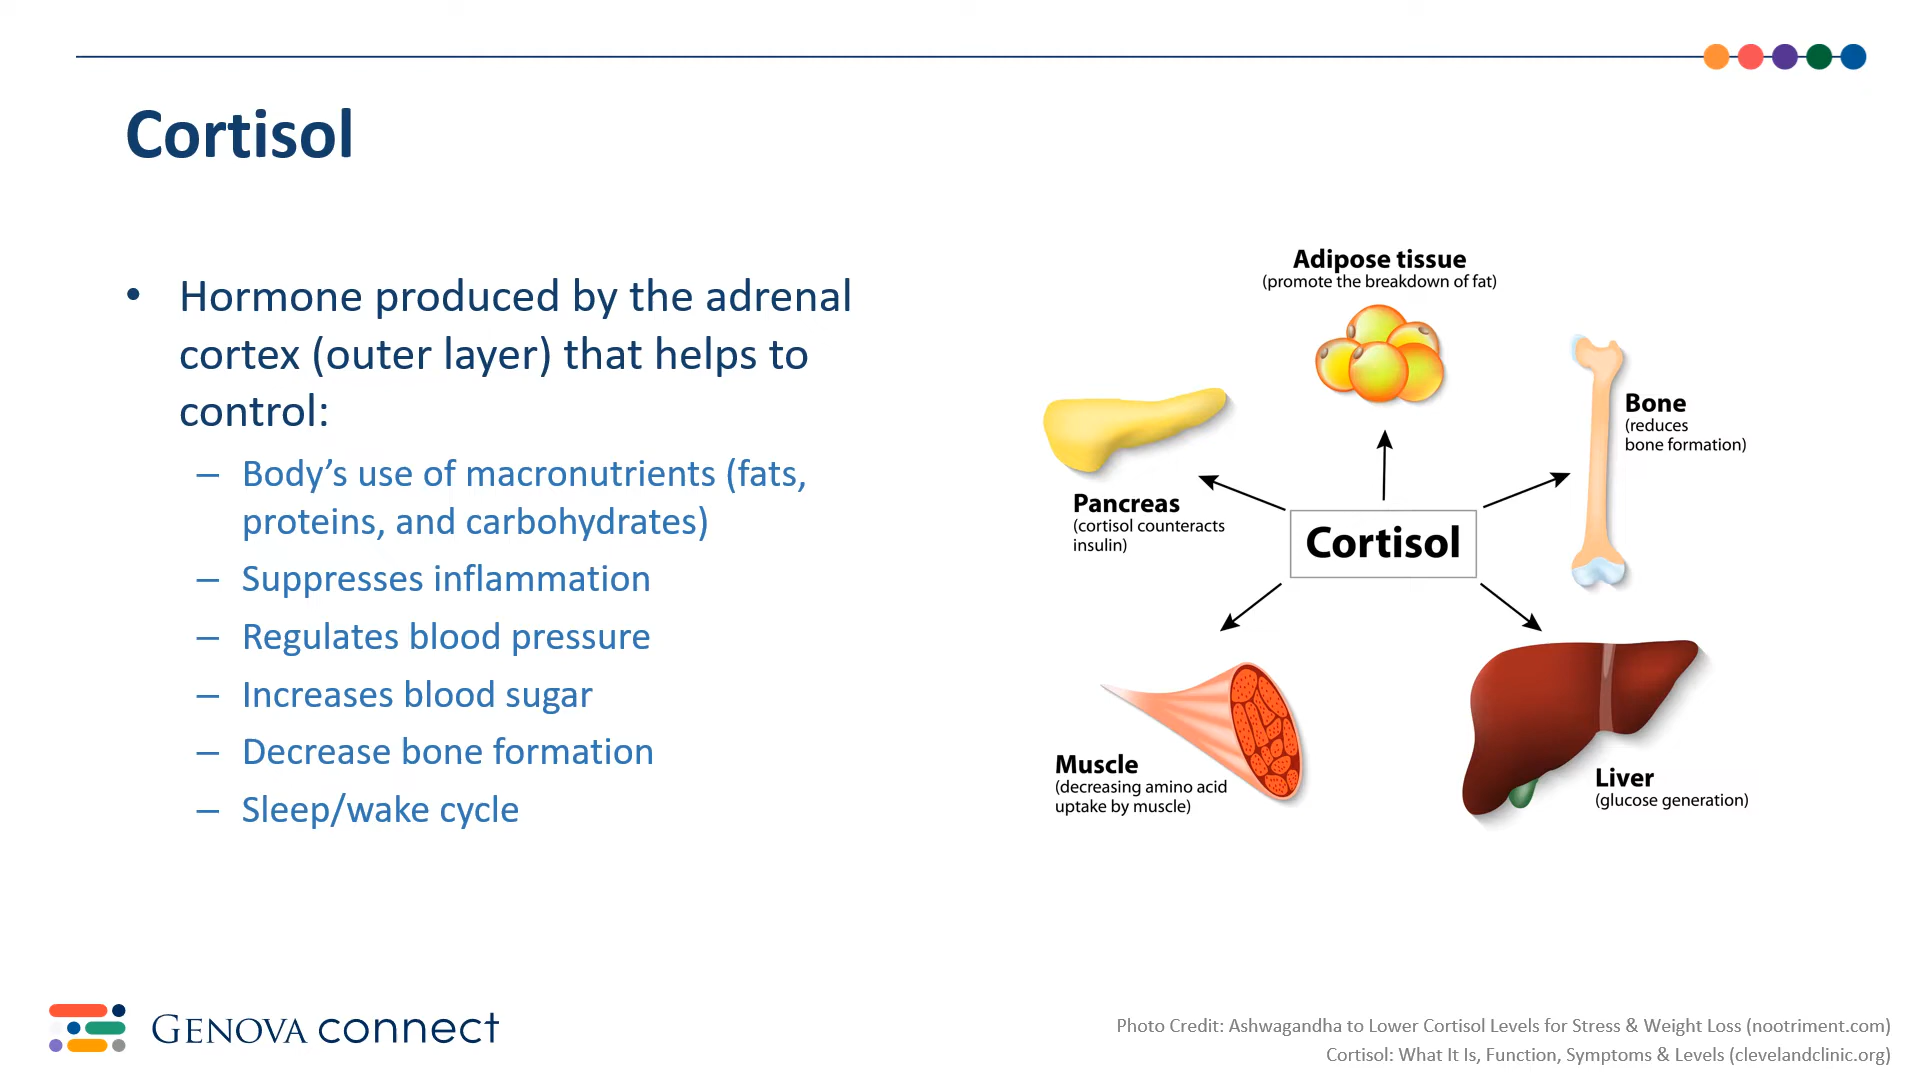 Cortisol
• Hormone produced by the adrenal
cortex (outer layer) that helps to
control:
– Body’s use of macronutrients (fats,
proteins, and carbohydrates)
– Suppresses inflammation
– Regulates blood pressure
– Increases blood sugar
– Decrease bone formation
– Sleep/wake cycle
Adipose tissue
(promote the breakdown of fat)
Bone
(reduces
bone formation)
Pancreas
(cortisol counteracts
insulin)
Cortisol
Muscle
(decreasing amino acid
uptake by muscle)
Liver
(glucose generation)
GENOVA connect
Photo Credit: Ashwagandha to Lower Cortisol Levels for Stress & Weight Loss (nootriment.com)
Cortisol: What It Is, Function, Symptoms & Levels (clevelandclinic.org)